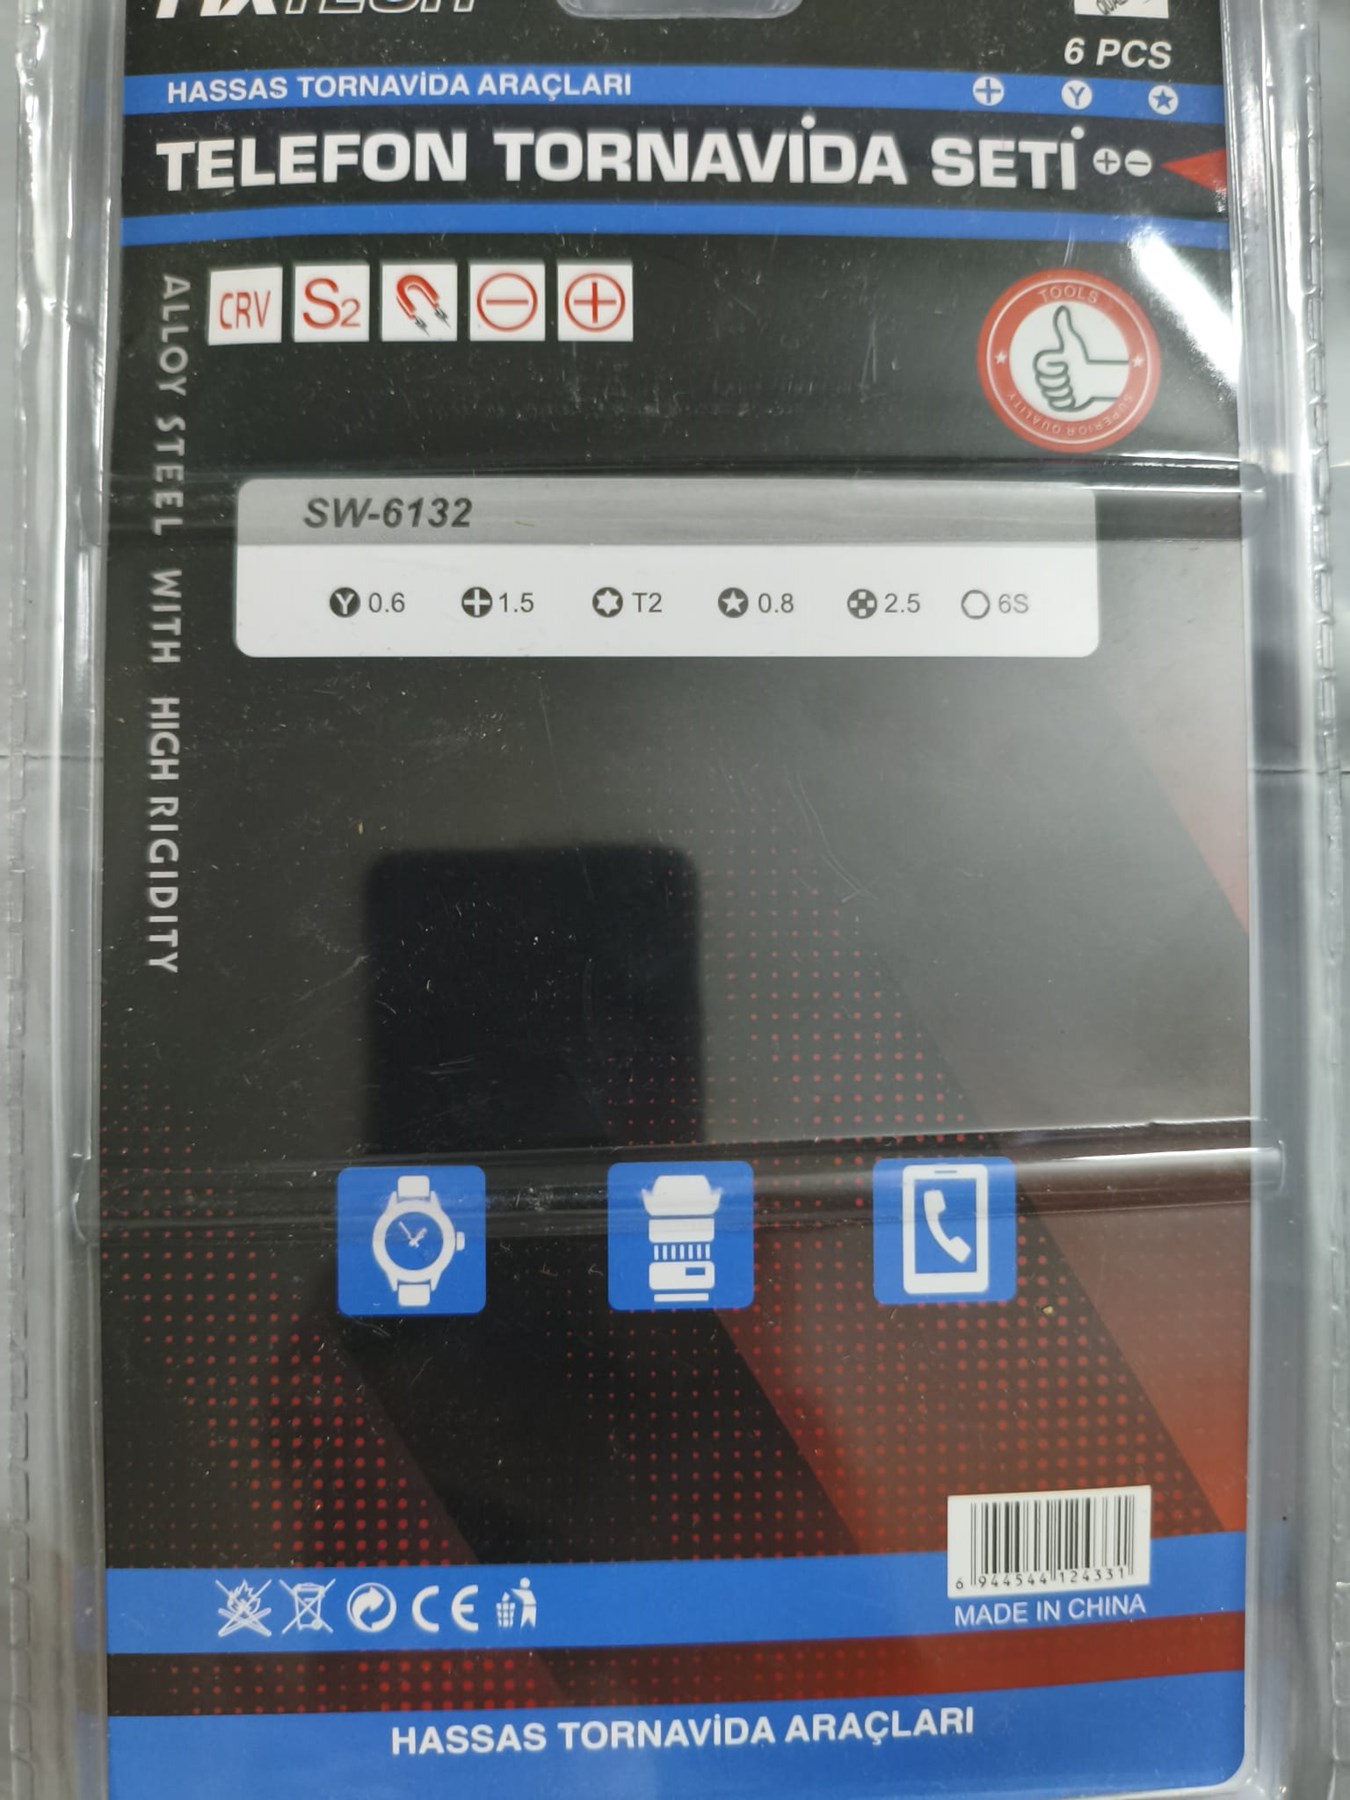 FIXTECH
6 PCS
HASSAS TORNAVİDA ARAÇLARI
Y
TELEFON TORNAVİDA SETİ
CRV
S2
TOOLS
SUPERIOR QUALITY
ALLOY STEEL WITH HIGH RIGIDITY
SW-6132
Y 0.6 1.5 T2 0.8 2.5 6S
6 944544 124331
MADE IN CHINA
CE
HASSAS TORNAVİDA ARAÇLARI